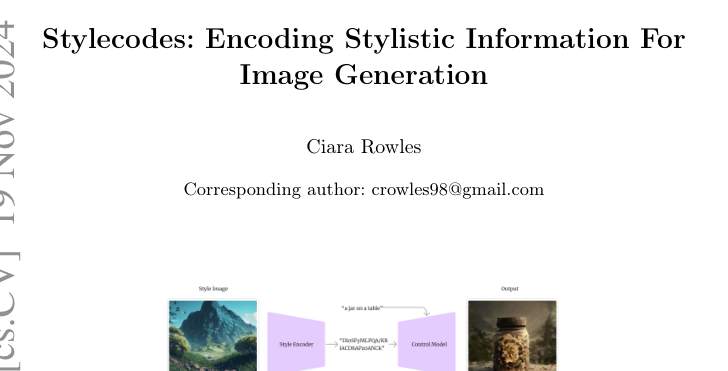 Stylecodes: Encoding Stylistic Information For
Image Generation
Ciara Rowles
Corresponding author: crowles98@gmail.com
[cs.CV] 19 Nov 2024
Style Image
Output
"a jar on a table"
Style Encoder
Control Model